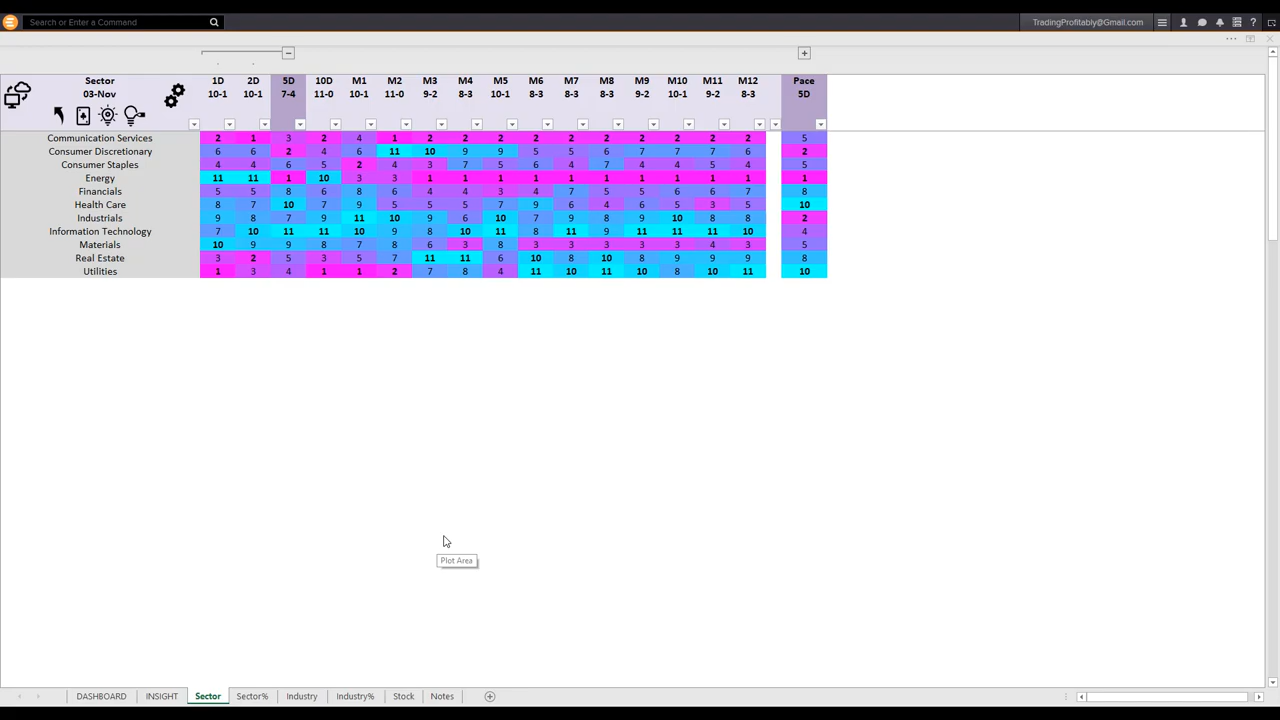 Search or Enter a Command
TradingProfitably@Gmail.com
Sector 1D 2D 5D 10D M1 M2 M3 M4 M5 M6 M7 M8 M9 M10 M11 M12 Pace
03-Nov 10-1 10-1 7-4 11-0 10-1 11-0 9-2 8-3 10-1 8-3 8-3 8-3 9-2 10-1 9-2 8-3 5D
Communication Services 2 1 3 2 4 1 2 2 2 2 2 2 2 2 2 2 5
Consumer Discretionary 6 6 2 4 6 11 10 9 9 5 5 6 7 7 7 6 2
Consumer Staples 4 4 6 5 2 4 3 7 5 6 4 7 4 4 5 4 5
Energy 11 11 1 10 3 3 1 1 1 1 1 1 1 1 1 1 1
Financials 5 5 8 6 8 6 4 4 3 4 7 5 5 6 6 7 8
Health Care 8 7 10 7 9 5 5 5 7 9 6 4 6 5 3 5 10
Industrials 9 8 7 9 11 10 9 6 10 7 9 8 9 10 8 8 2
Information Technology 7 10 11 11 10 9 8 10 11 8 11 9 11 11 11 10 4
Materials 10 9 9 8 7 8 6 3 8 3 3 3 3 3 4 3 5
Real Estate 3 2 5 3 5 7 11 11 6 10 8 10 8 9 9 9 8
Utilities 1 3 4 1 1 2 7 8 4 11 10 11 10 8 10 11 10
Plot Area
DASHBOARD INSIGHT Sector Sector% Industry Industry% Stock Notes